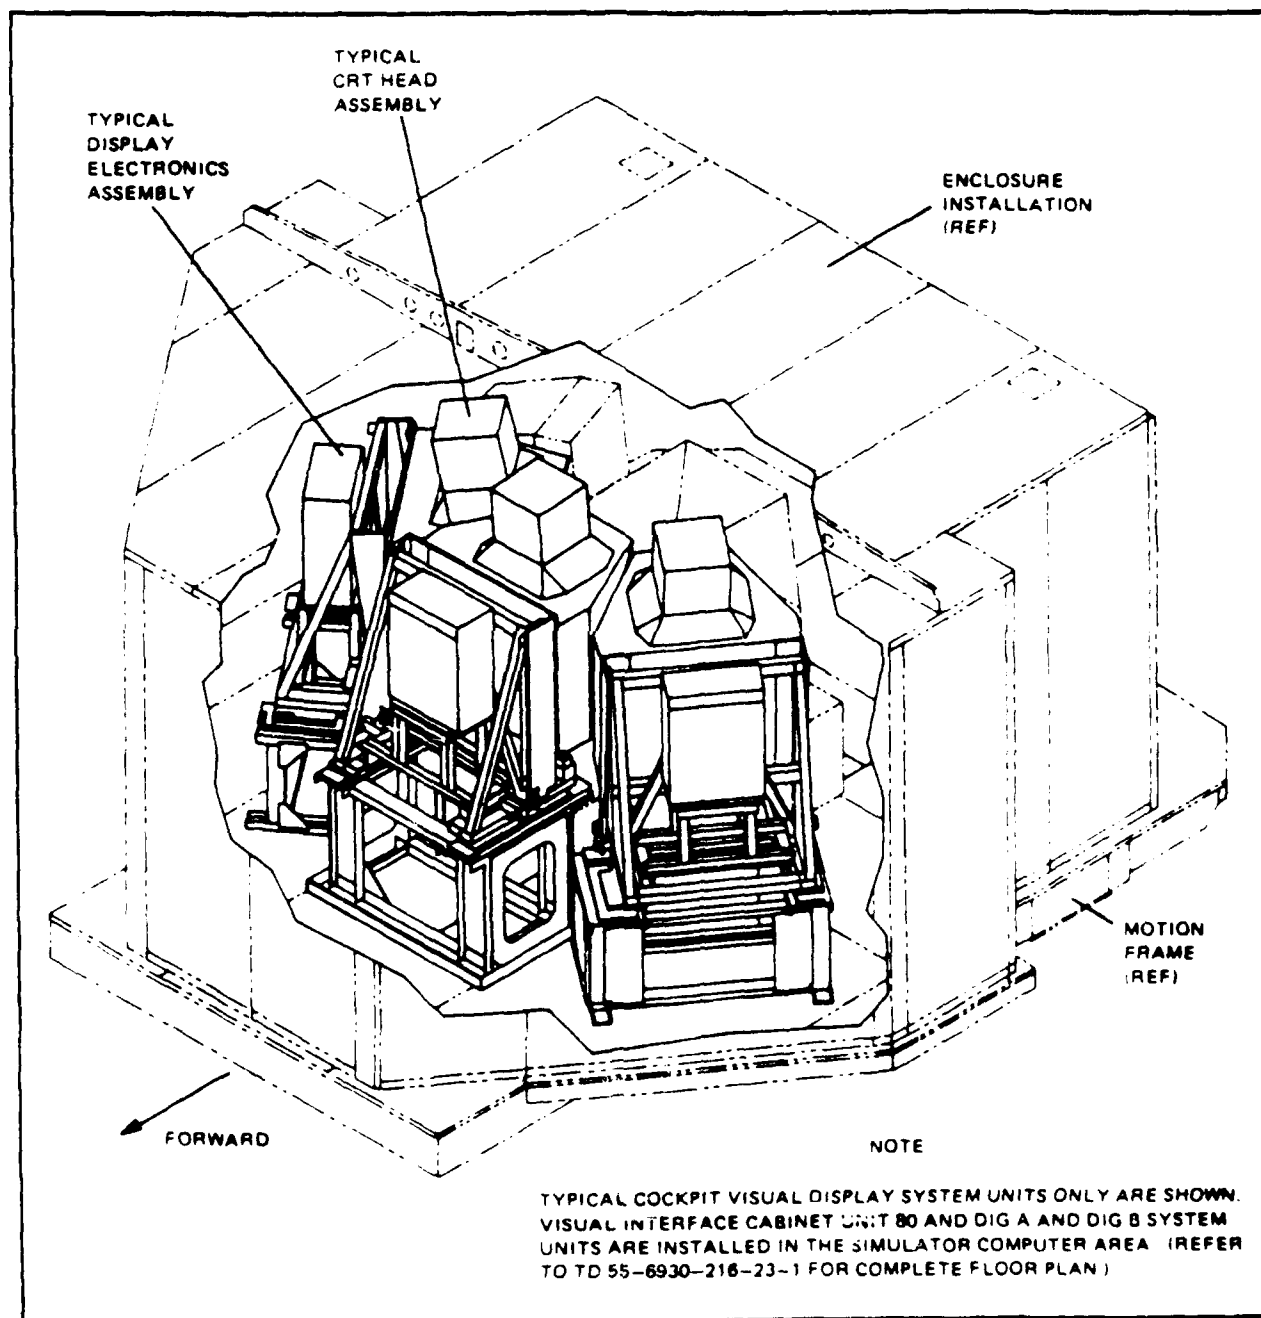 TYPICAL
CRT HEAD
ASSEMBLY
TYPICAL
DISPLAY
ELECTRONICS
ASSEMBLY
ENCLOSURE
INSTALLATION
(REF)
MOTION
FRAME
(REF)
FORWARD
NOTE
TYPICAL COCKPIT VISUAL DISPLAY SYSTEM UNITS ONLY ARE SHOWN.
VISUAL INTERFACE CABINET UNIT 80 AND DIG A AND DIG B SYSTEM
UNITS ARE INSTALLED IN THE SIMULATOR COMPUTER AREA (REFER
TO TD 55-6930-216-23-1 FOR COMPLETE FLOOR PLAN)